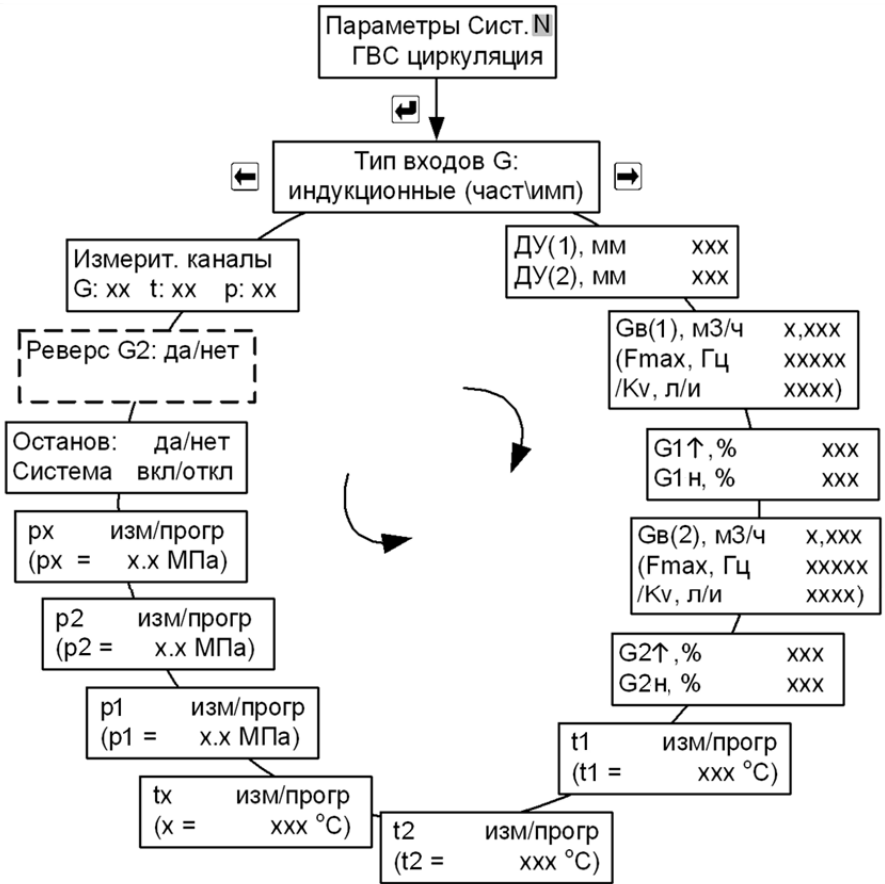 Параметры Сист. N
ГВС циркуляция
Тип входов G:
индукционные (част\имп)
ДУ(1), мм xxx
ДУ(2), мм xxx
Gв(1), м3/ч x,xxx
(Fmax, Гц xxxxx
/Kv, л/и xxxx)
G1↑,% xxx
G1н, % xxx
Gв(2), м3/ч x,xxx
(Fmax, Гц xxxxx
/Kv, л/и xxxx)
G2↑,% xxx
G2н, % xxx
t1 изм/прогр
(t1 = xxx °C)
t2 изм/прогр
(t2 = xxx °C)
tx изм/прогр
(x = xxx °C)
p1 изм/прогр
(p1 = x.x МПа)
p2 изм/прогр
(p2 = x.x МПа)
px изм/прогр
(px = x.x МПа)
Останов: да/нет
Система вкл/откл
Реверс G2: да/нет
Измерит. каналы
G: xx t: xx p: xx